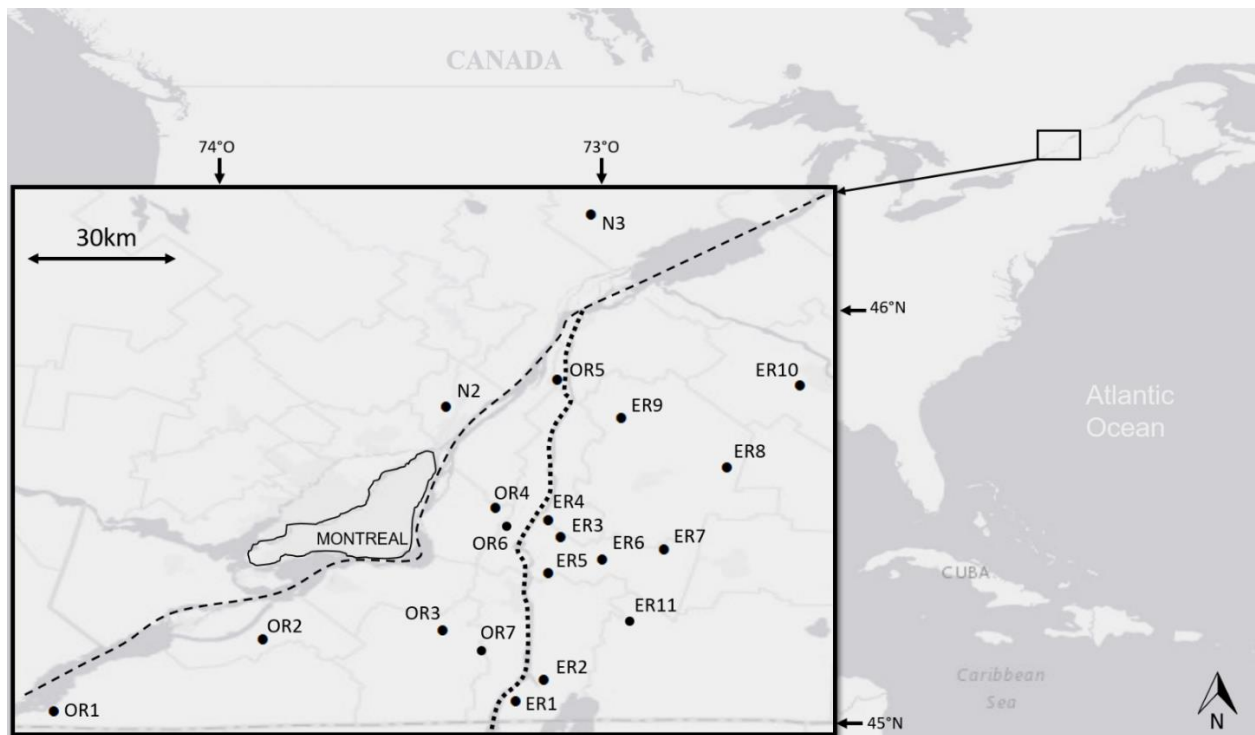 CANADA
74°O
73°O
N3
30km
46°N
OR5
ER10
N2
ER9
Atlantic
Ocean
ER8
OR4
ER4
MONTREAL
OR6
ER3
ER6
ER7
ER5
CUBA
OR3
ER11
OR2
OR7
ER2
Caribbean
Sea
OR1
ER1
45°N
N